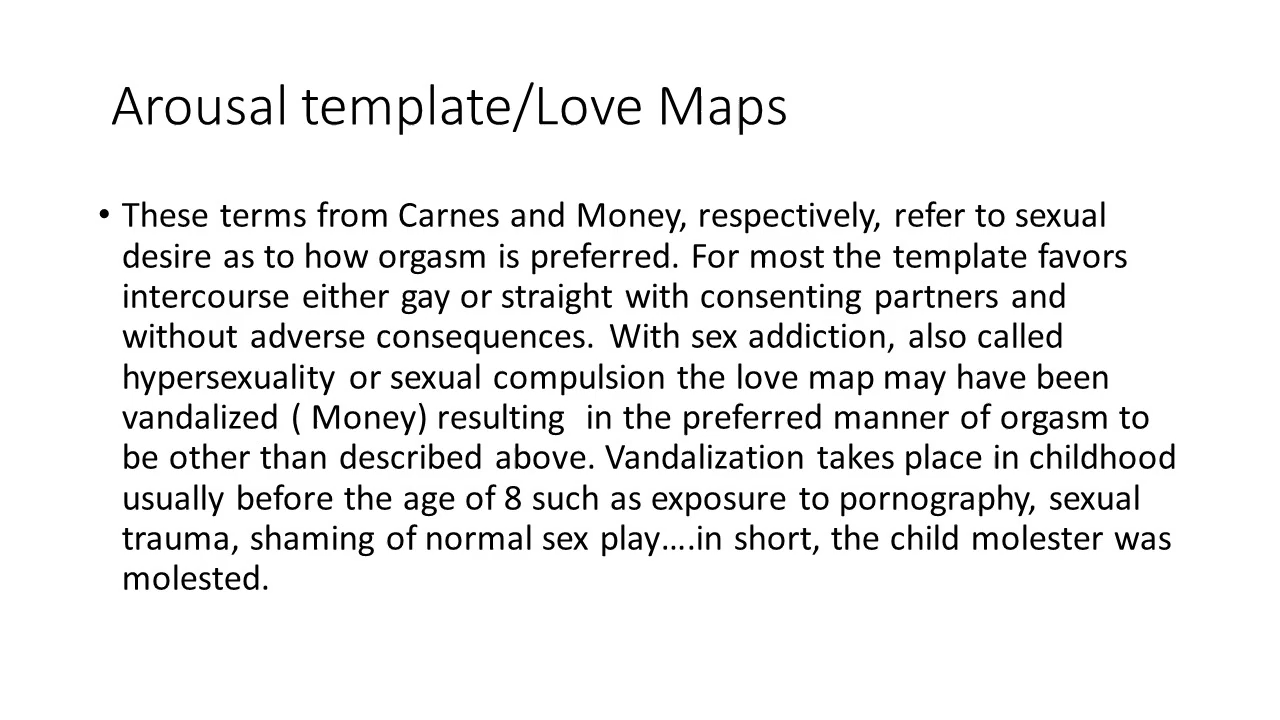 Arousal template/Love Maps
• These terms from Carnes and Money, respectively, refer to sexual
desire as to how orgasm is preferred. For most the template favors
intercourse either gay or straight with consenting partners and
without adverse consequences.  With sex addiction, also called
hypersexuality or sexual compulsion the love map may have been
vandalized ( Money) resulting  in the preferred manner of orgasm to
be other than described above. Vandalization takes place in childhood
usually before the age of 8 such as exposure to pornography, sexual
trauma, shaming of normal sex play….in short, the child molester was
molested.